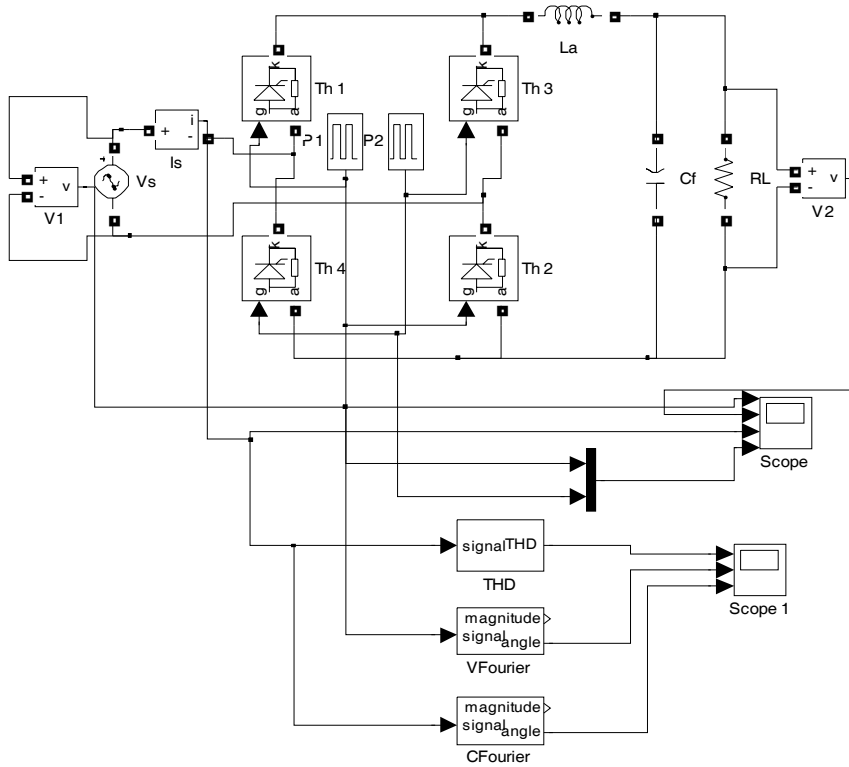 La
k
Th 1
g
a
k
Th 3
g
a
P1
P2
+
i
-
Is
+
v
-
V1
Vs
k
Th 4
g
a
k
Th 2
g
a
Cf
RL
+
v
-
V2
Scope
signal THD
THD
Scope 1
magnitude
signal
angle
VFourier
magnitude
signal
angle
CFourier